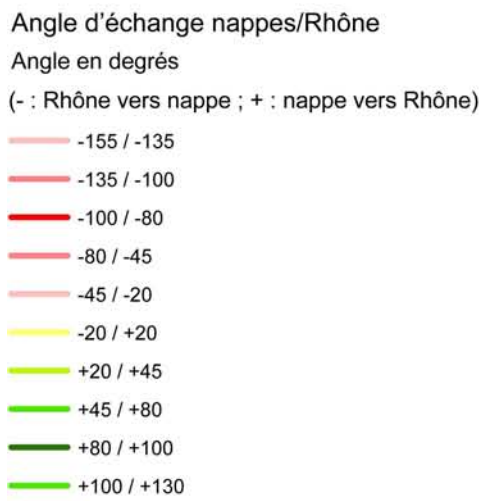 Angle d'échange nappes/Rhône
Angle en degrés
(- : Rhône vers nappe ; + : nappe vers Rhône)
-155 / -135
-135 / -100
-100 / -80
-80 / -45
-45 / -20
-20 / +20
+20 / +45
+45 / +80
+80 / +100
+100 / +130